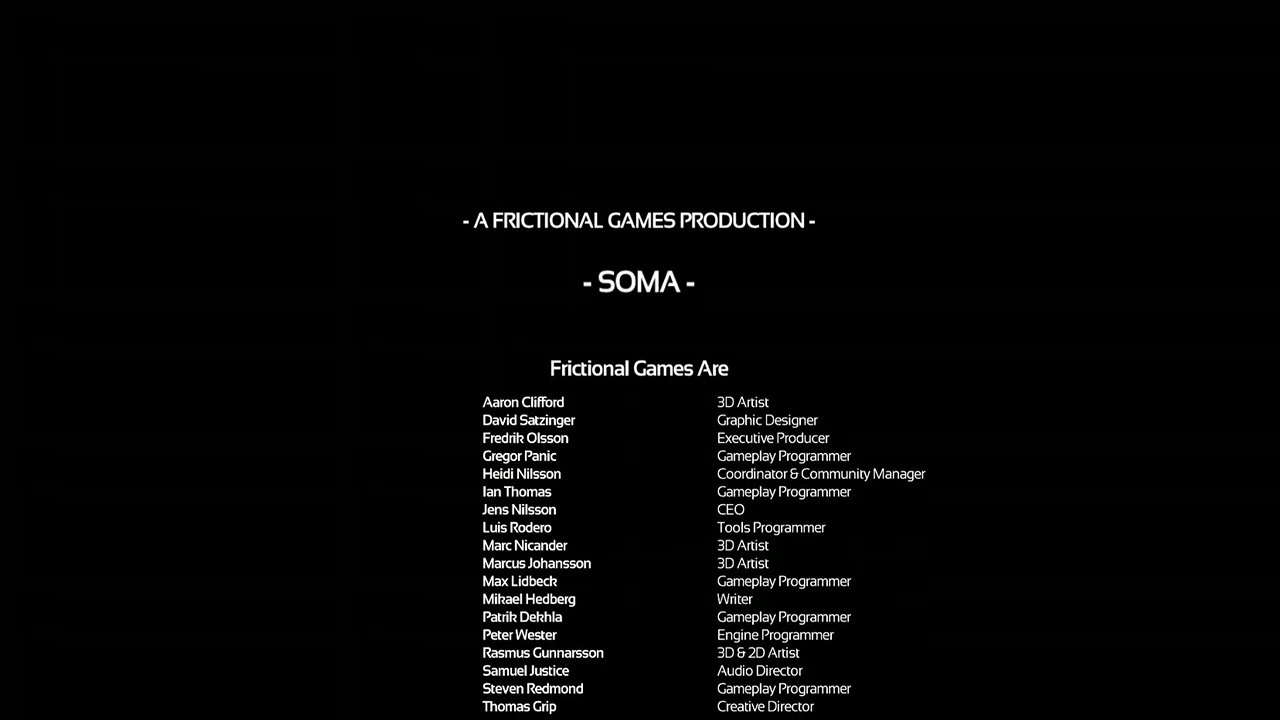 - A FRICTIONAL GAMES PRODUCTION -
- SOMA -
Frictional Games Are
Aaron Clifford 3D Artist
David Satzinger Graphic Designer
Fredrik Olsson Executive Producer
Gregor Panic Gameplay Programmer
Heidi Nilsson Coordinator & Community Manager
Ian Thomas Gameplay Programmer
Jens Nilsson CEO
Luis Rodero Tools Programmer
Marc Nicander 3D Artist
Marcus Johansson 3D Artist
Max Lidbeck Gameplay Programmer
Mikael Hedberg Writer
Patrik Dekhla Gameplay Programmer
Peter Wester Engine Programmer
Rasmus Gunnarsson 3D & 2D Artist
Samuel Justice Audio Director
Steven Redmond Gameplay Programmer
Thomas Grip Creative Director